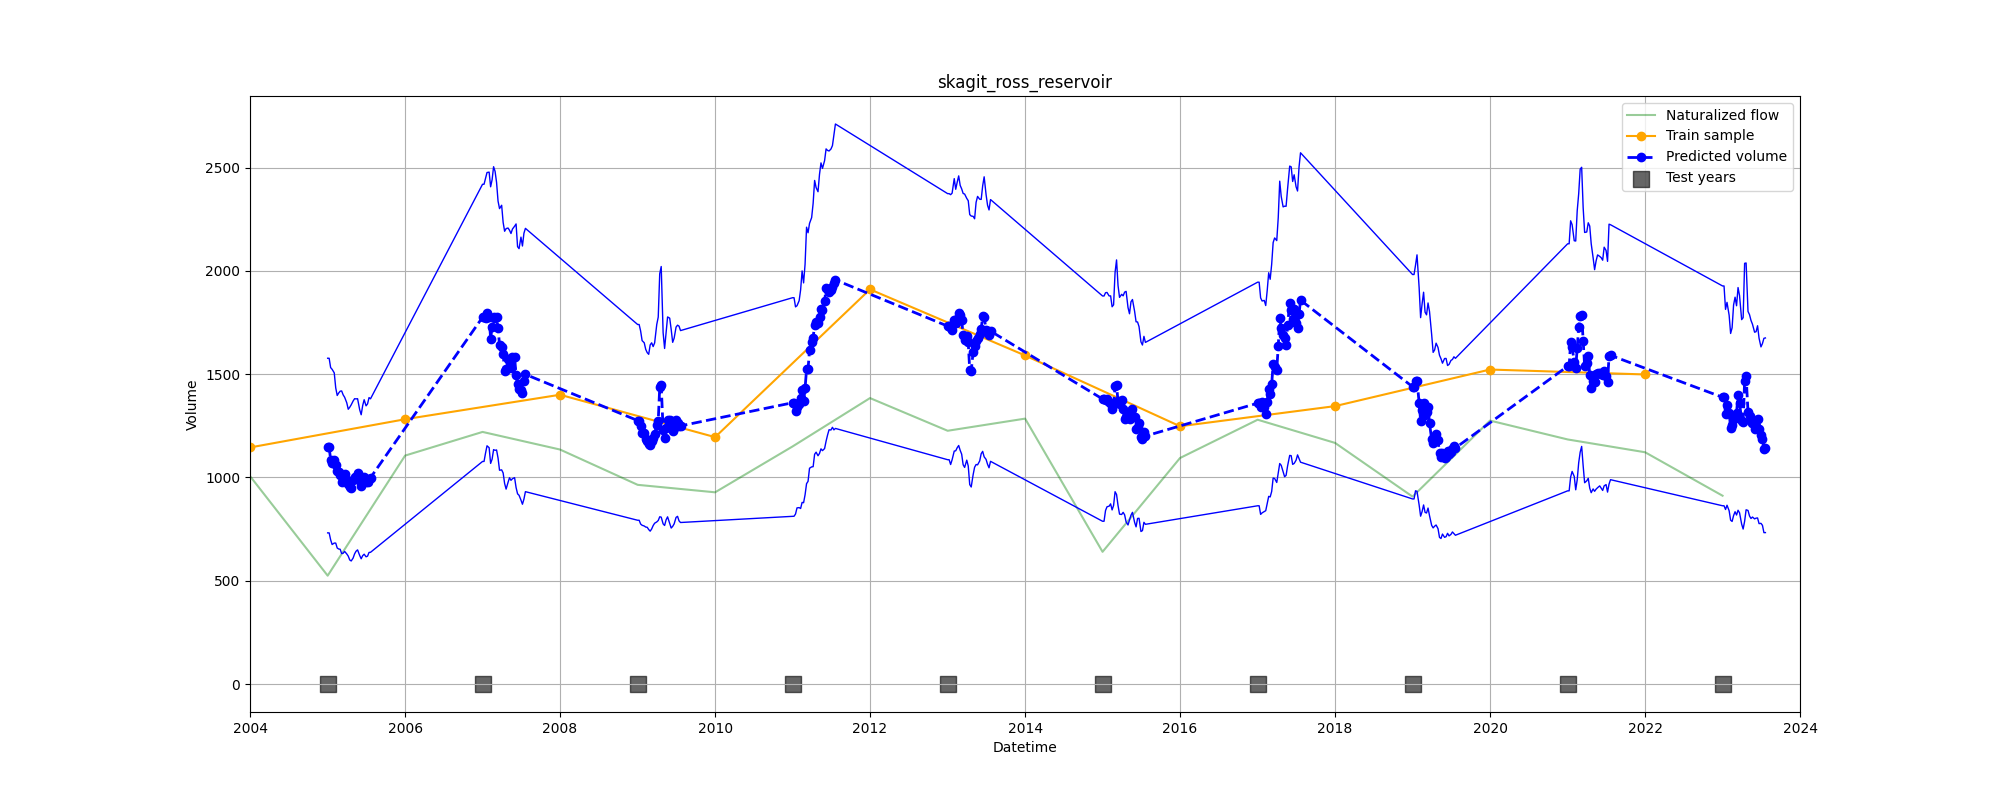 skagit_ross_reservoir
Naturalized flow
Train sample
Predicted volume
Test years
Volume
2500
2000
1500
1000
500
0
2004 2006 2008 2010 2012 2014 2016 2018 2020 2022 2024
Datetime